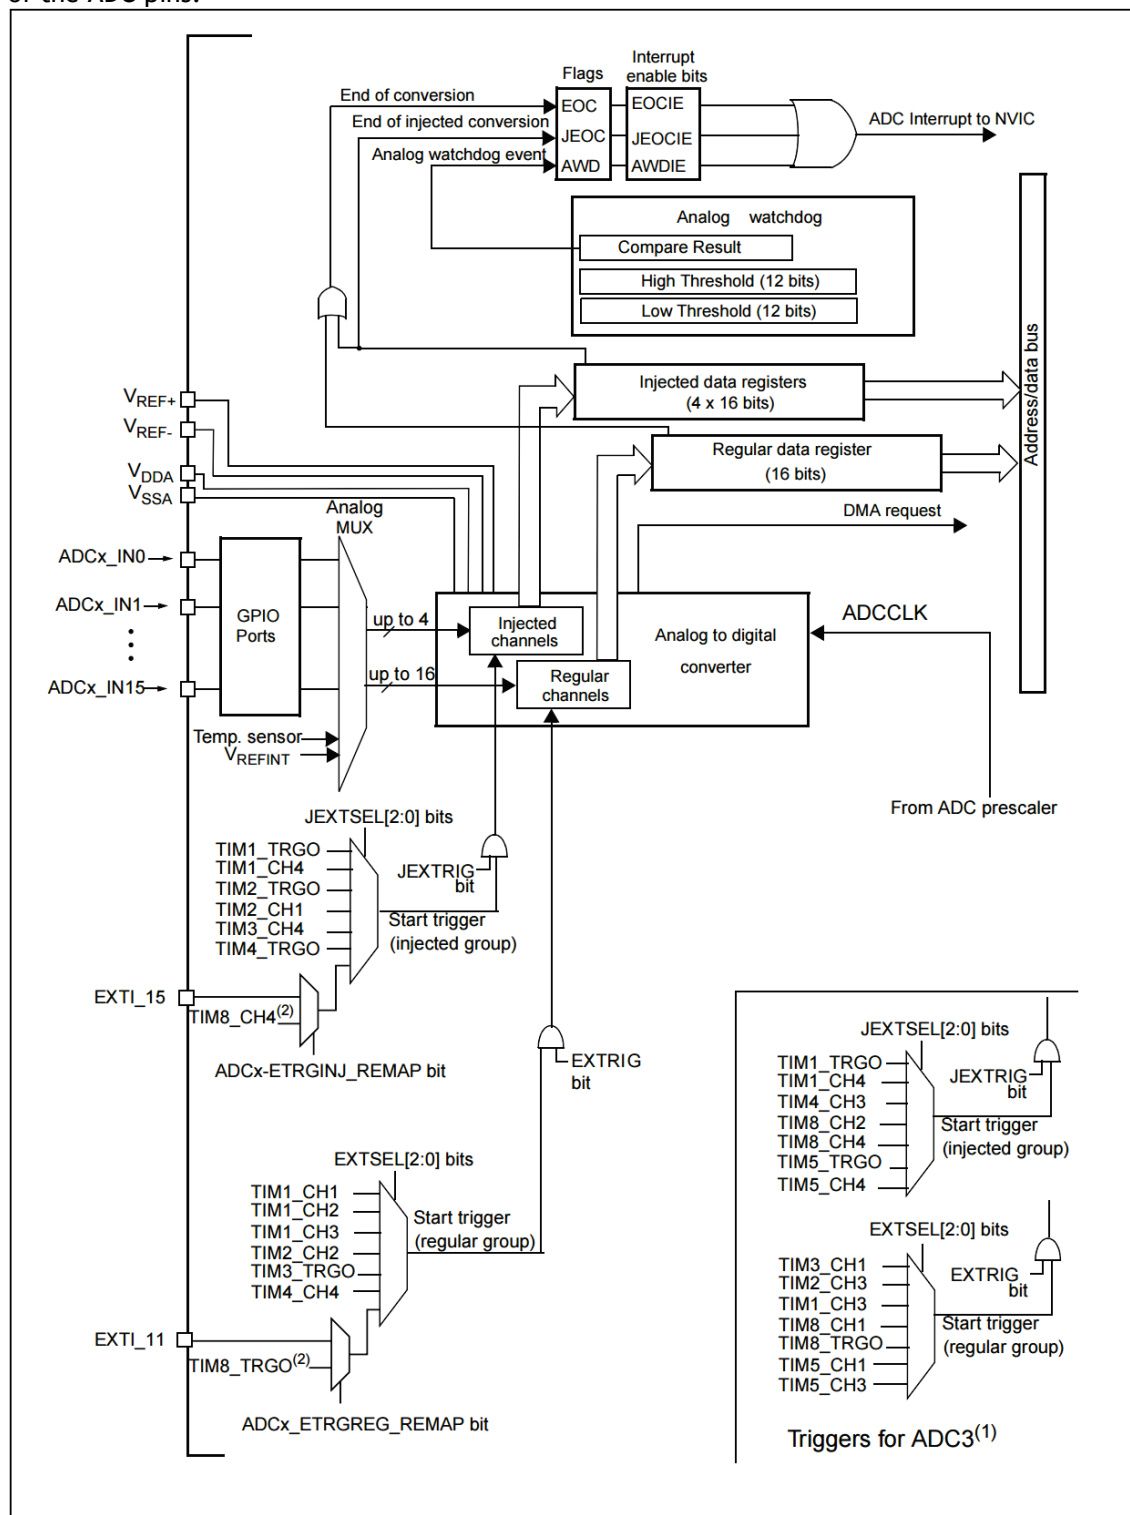 of the ADC pins.
Flags
Interrupt
enable bits
End of conversion
EOC
EOCIE
End of injected conversion
JEOC
JEOCIE
ADC Interrupt to NVIC
Analog watchdog event
AWD
AWDIE
Analog watchdog
Compare Result
High Threshold (12 bits)
Low Threshold (12 bits)
Address/data bus
Injected data registers
(4 x 16 bits)
Regular data register
(16 bits)
DMA request
VREF+
VREF-
VDDA
VSSA
Analog
MUX
ADCx_IN0
ADCx_IN1
ADCx_IN15
GPIO
Ports
up to 4
up to 16
Injected
channels
Regular
channels
Analog to digital
converter
ADCCLK
Temp. sensor
VREFINT
From ADC prescaler
JEXTSEL[2:0] bits
TIM1_TRGO
TIM1_CH4
TIM2_TRGO
TIM2_CH1
TIM3_CH4
TIM4_TRGO
JEXTRIG
bit
Start trigger
(injected group)
EXTI_15
TIM8_CH4(2)
ADCx-ETRGINJ_REMAP bit
EXTRIG
bit
EXTSEL[2:0] bits
TIM1_CH1
TIM1_CH2
TIM1_CH3
TIM2_CH2
TIM3_TRGO
TIM4_CH4
Start trigger
(regular group)
EXTI_11
TIM8_TRGO(2)
ADCx_ETRGREG_REMAP bit
JEXTSEL[2:0] bits
TIM1_TRGO
TIM1_CH4
TIM4_CH3
TIM8_CH2
TIM8_CH4
TIM5_TRGO
TIM5_CH4
JEXTRIG
bit
Start trigger
(injected group)
EXTSEL[2:0] bits
TIM3_CH1
TIM2_CH3
TIM1_CH3
TIM8_CH1
TIM8_TRGO
TIM5_CH1
TIM5_CH3
EXTRIG
bit
Start trigger
(regular group)
Triggers for ADC3(1)